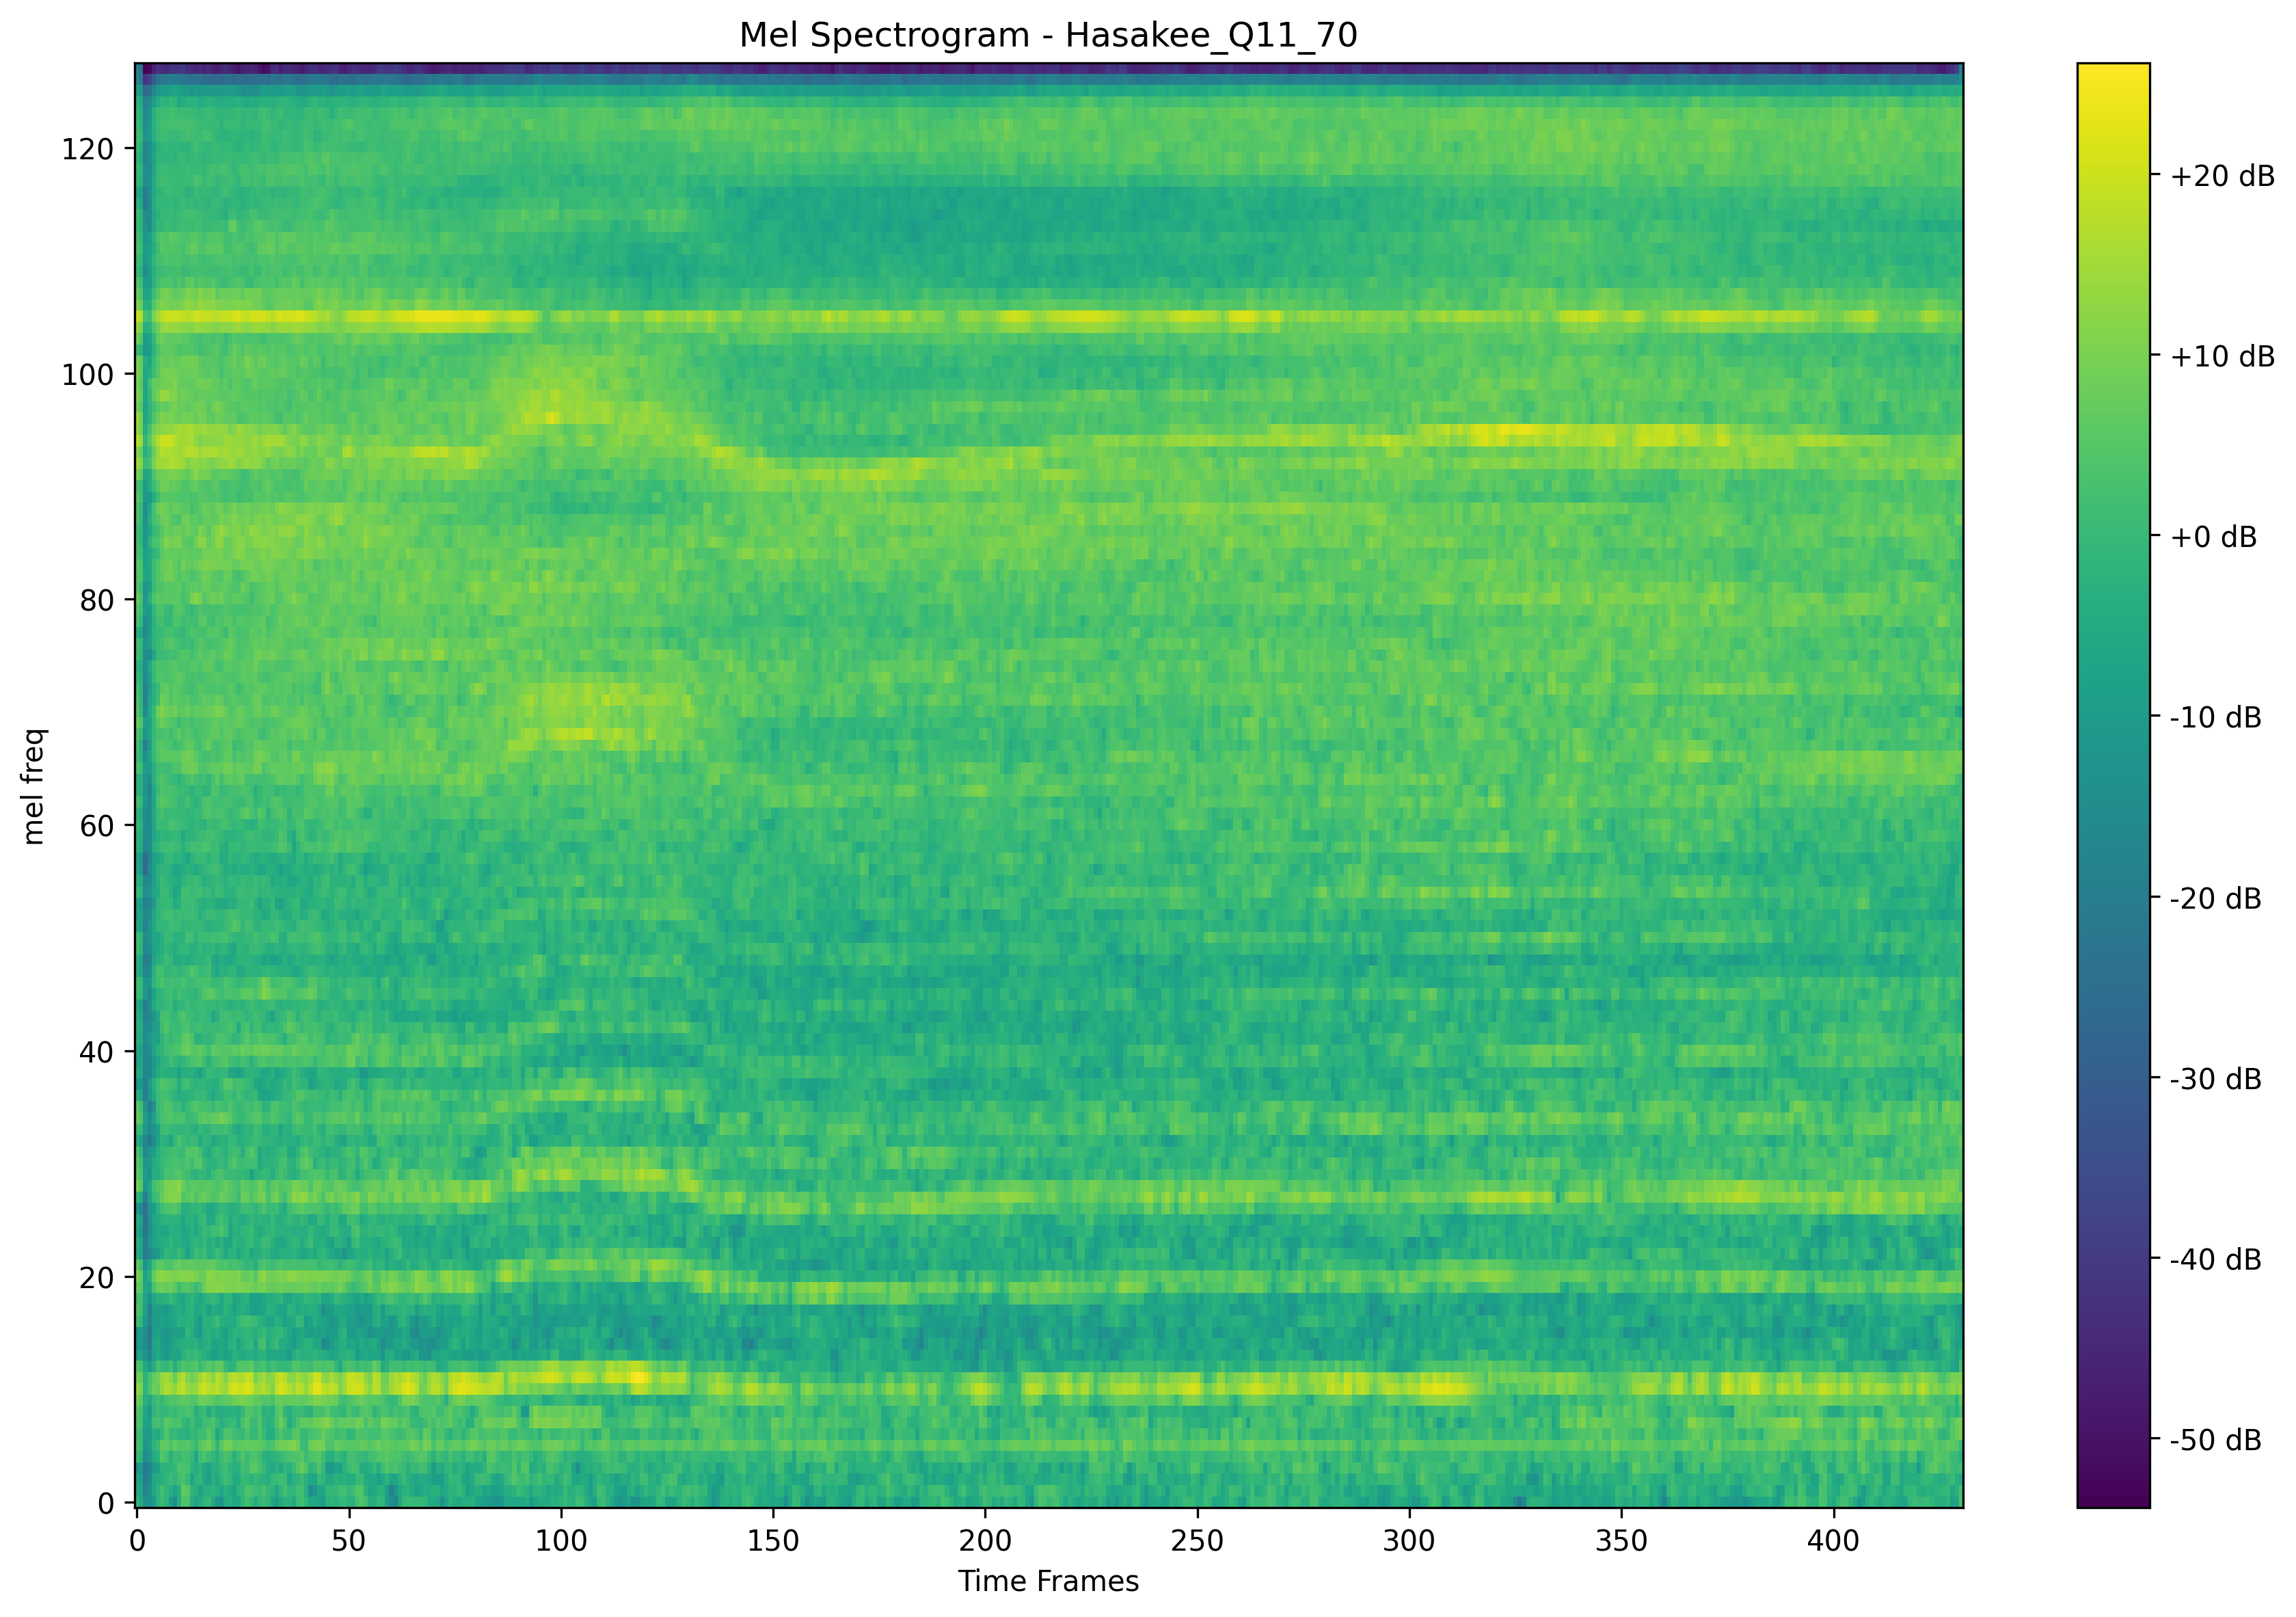 Mel Spectrogram - Hasakee_Q11_70
mel freq
120
100
80
60
40
20
0
0 50 100 150 200 250 300 350 400
Time Frames
+20 dB
+10 dB
+0 dB
-10 dB
-20 dB
-30 dB
-40 dB
-50 dB